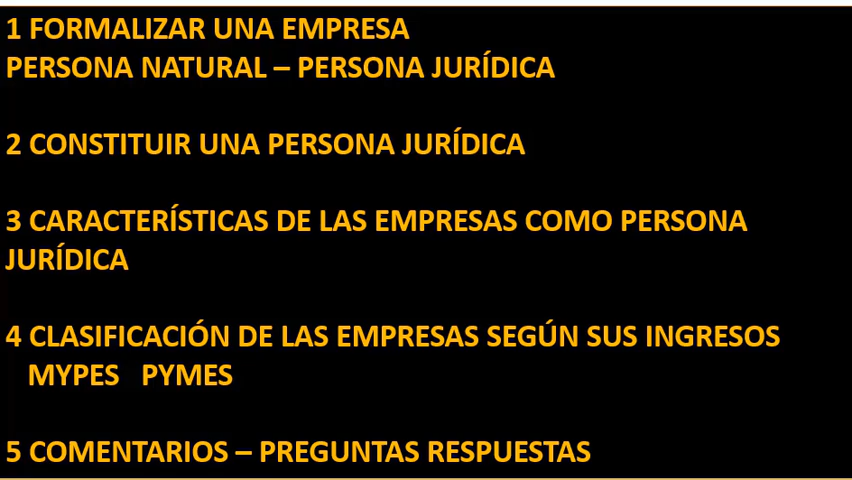 1 FORMALIZAR UNA EMPRESA
PERSONA NATURAL – PERSONA JURÍDICA
2 CONSTITUIR UNA PERSONA JURÍDICA
3 CARACTERÍSTICAS DE LAS EMPRESAS COMO PERSONA
JURÍDICA
4 CLASIFICACIÓN DE LAS EMPRESAS SEGÚN SUS INGRESOS
MYPES PYMES
5 COMENTARIOS – PREGUNTAS RESPUESTAS